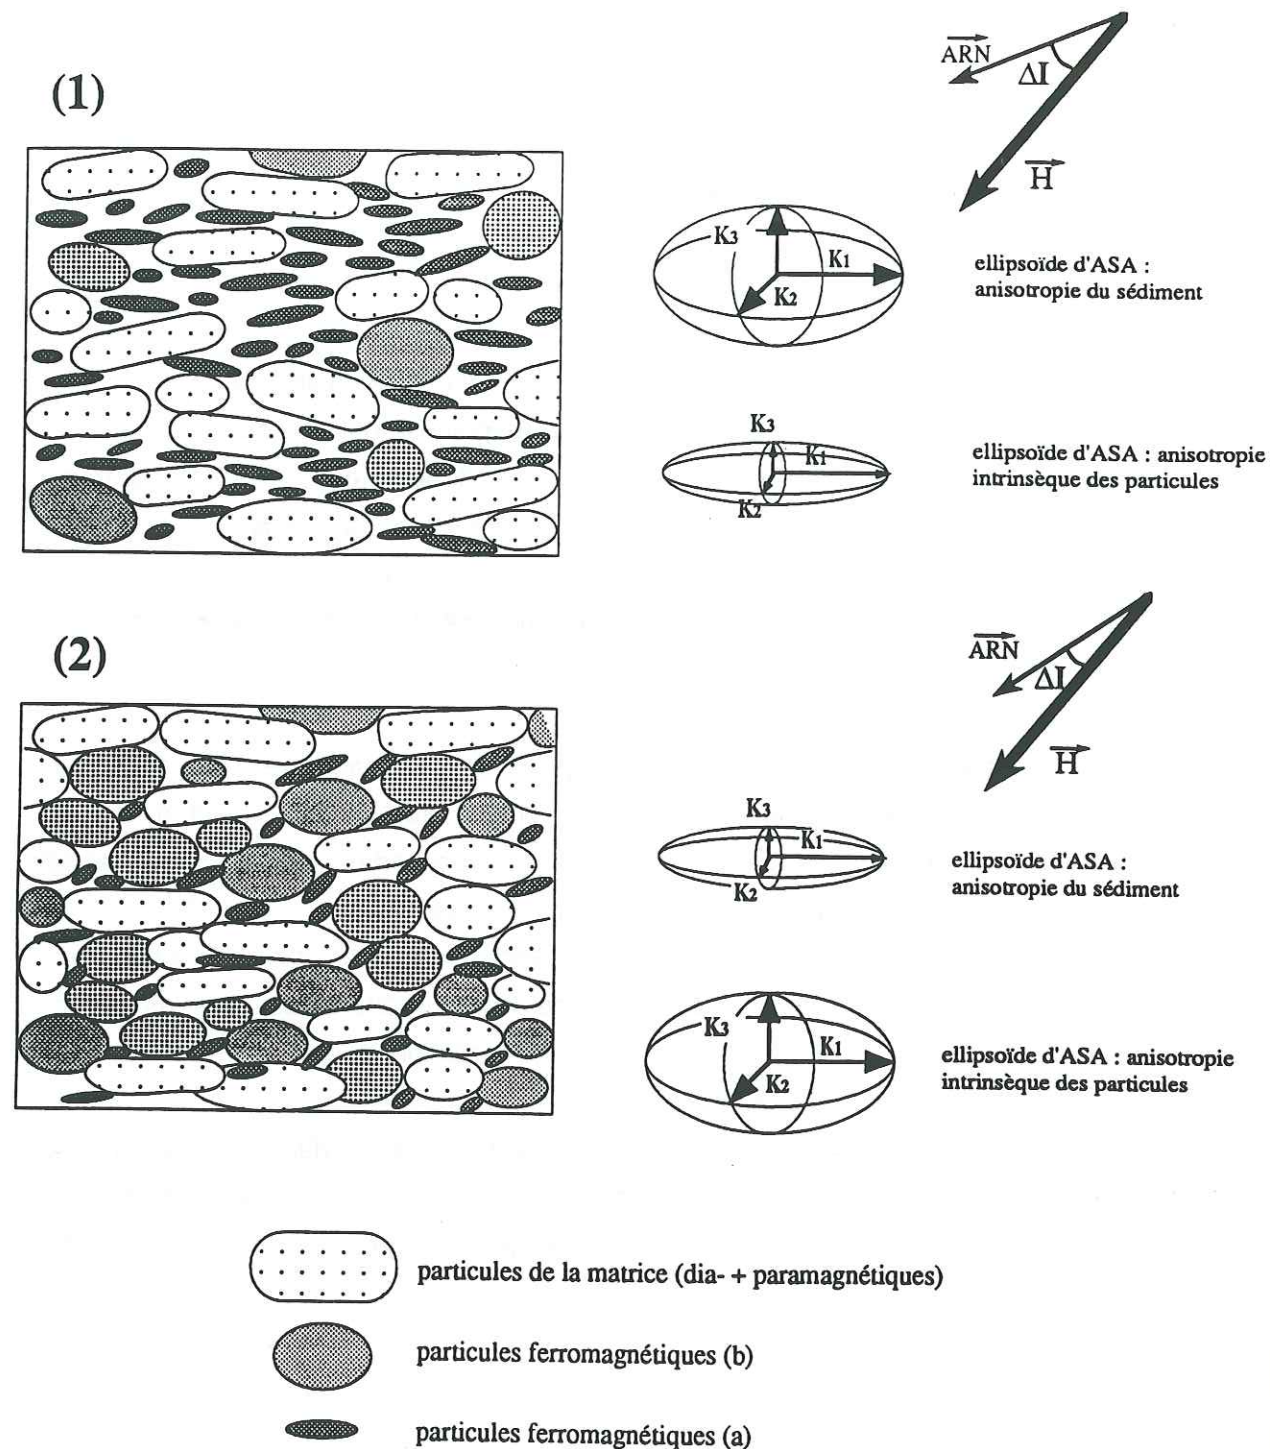 (1)
ARN
ΔI
H
K3
K1
K2
ellipsoïde d'ASA :
anisotropie du sédiment
K3
K1
K2
ellipsoïde d'ASA : anisotropie
intrinsèque des particules
(2)
ARN
ΔI
H
K3
K1
K2
ellipsoïde d'ASA :
anisotropie du sédiment
K3
K1
K2
ellipsoïde d'ASA : anisotropie
intrinsèque des particules
particules de la matrice (dia- + paramagnétiques)
particules ferromagnétiques (b)
particules ferromagnétiques (a)